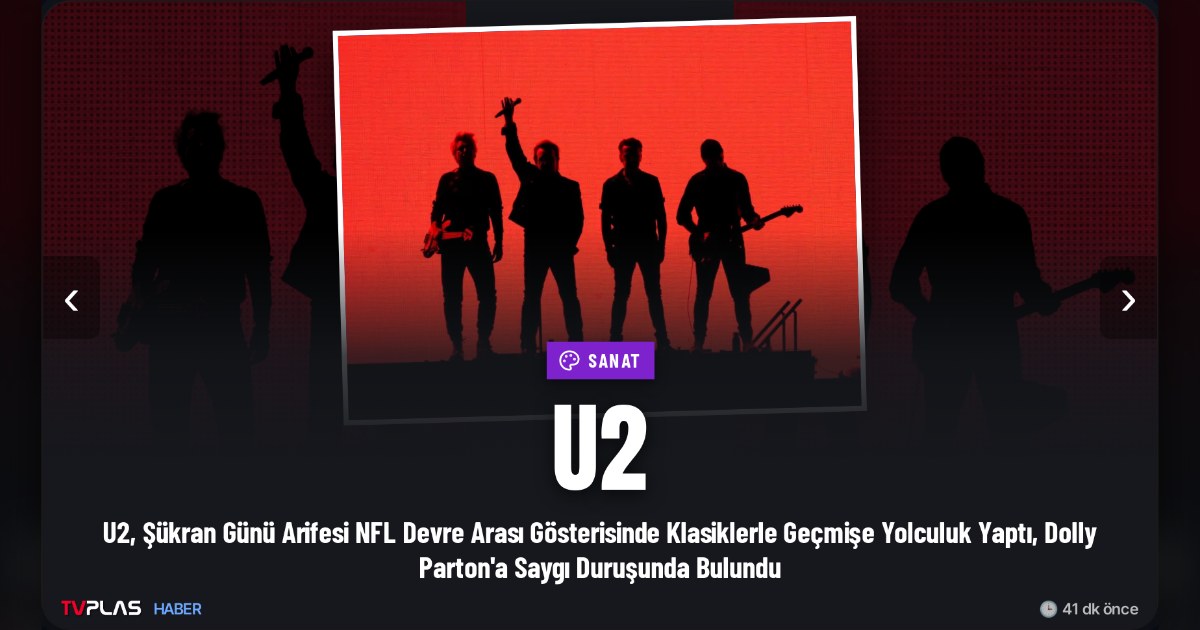 SANAT
U2
U2, Şükran Günü Arifesi NFL Devre Arası Gösterisinde Klasiklerle Geçmişe Yolculuk Yaptı, Dolly
Parton'a Saygı Duruşunda Bulundu
TVPLAS HABER
41 dk önce